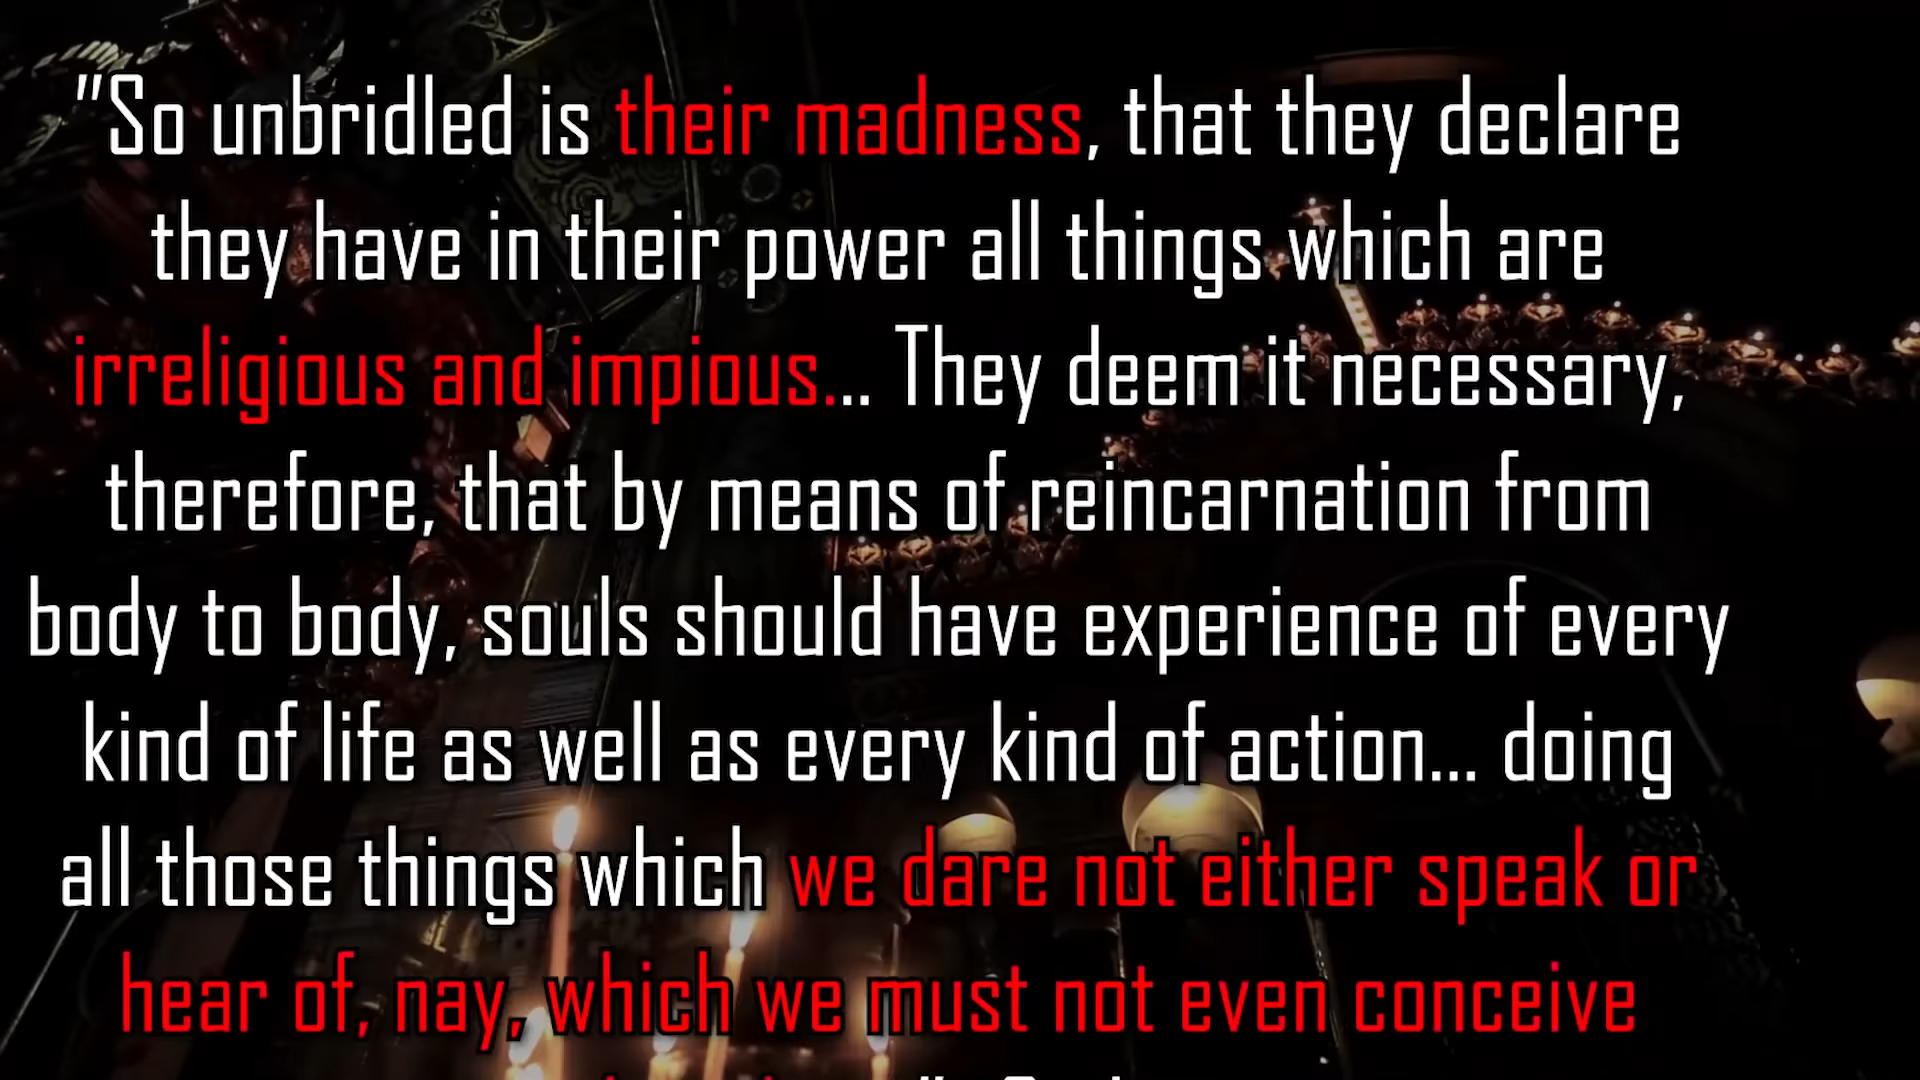 "So unbridled is their madness, that they declare
they have in their power all things which are
irreligious and impious... They deem it necessary,
therefore, that by means of reincarnation from
body to body, souls should have experience of every
kind of life as well as every kind of action... doing
all those things which we dare not either speak or
hear of, nay, which we must not even conceive